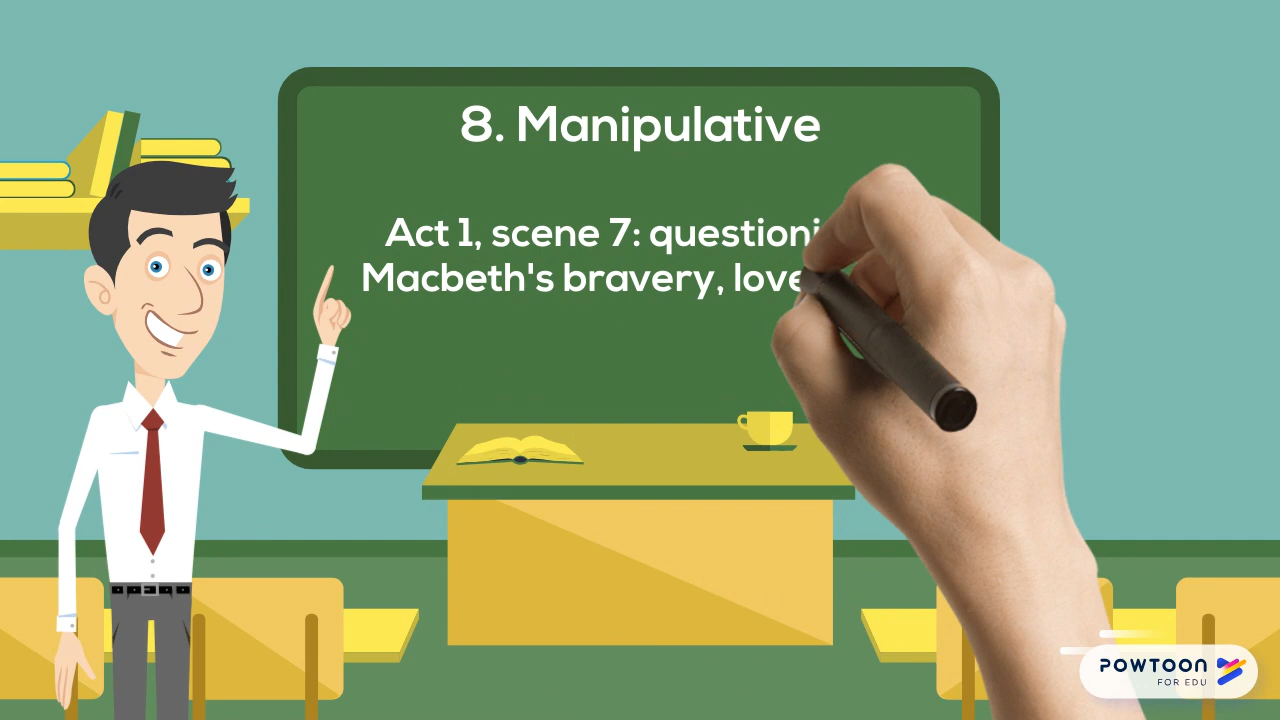 8. Manipulative
Act 1, scene 7: questioni
Macbeth's bravery, love
POWTOON
FOR EDU